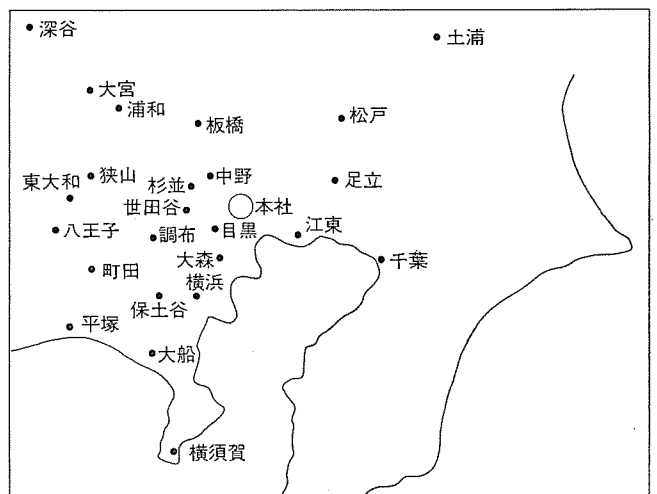 深谷
土浦
大宮
浦和
板橋
松戸
狭山
中野
足立
東大和
杉並
世田谷
本社
八王子
調布
目黒
江東
町田
大森
千葉
横浜
保土谷
平塚
大船
横須賀